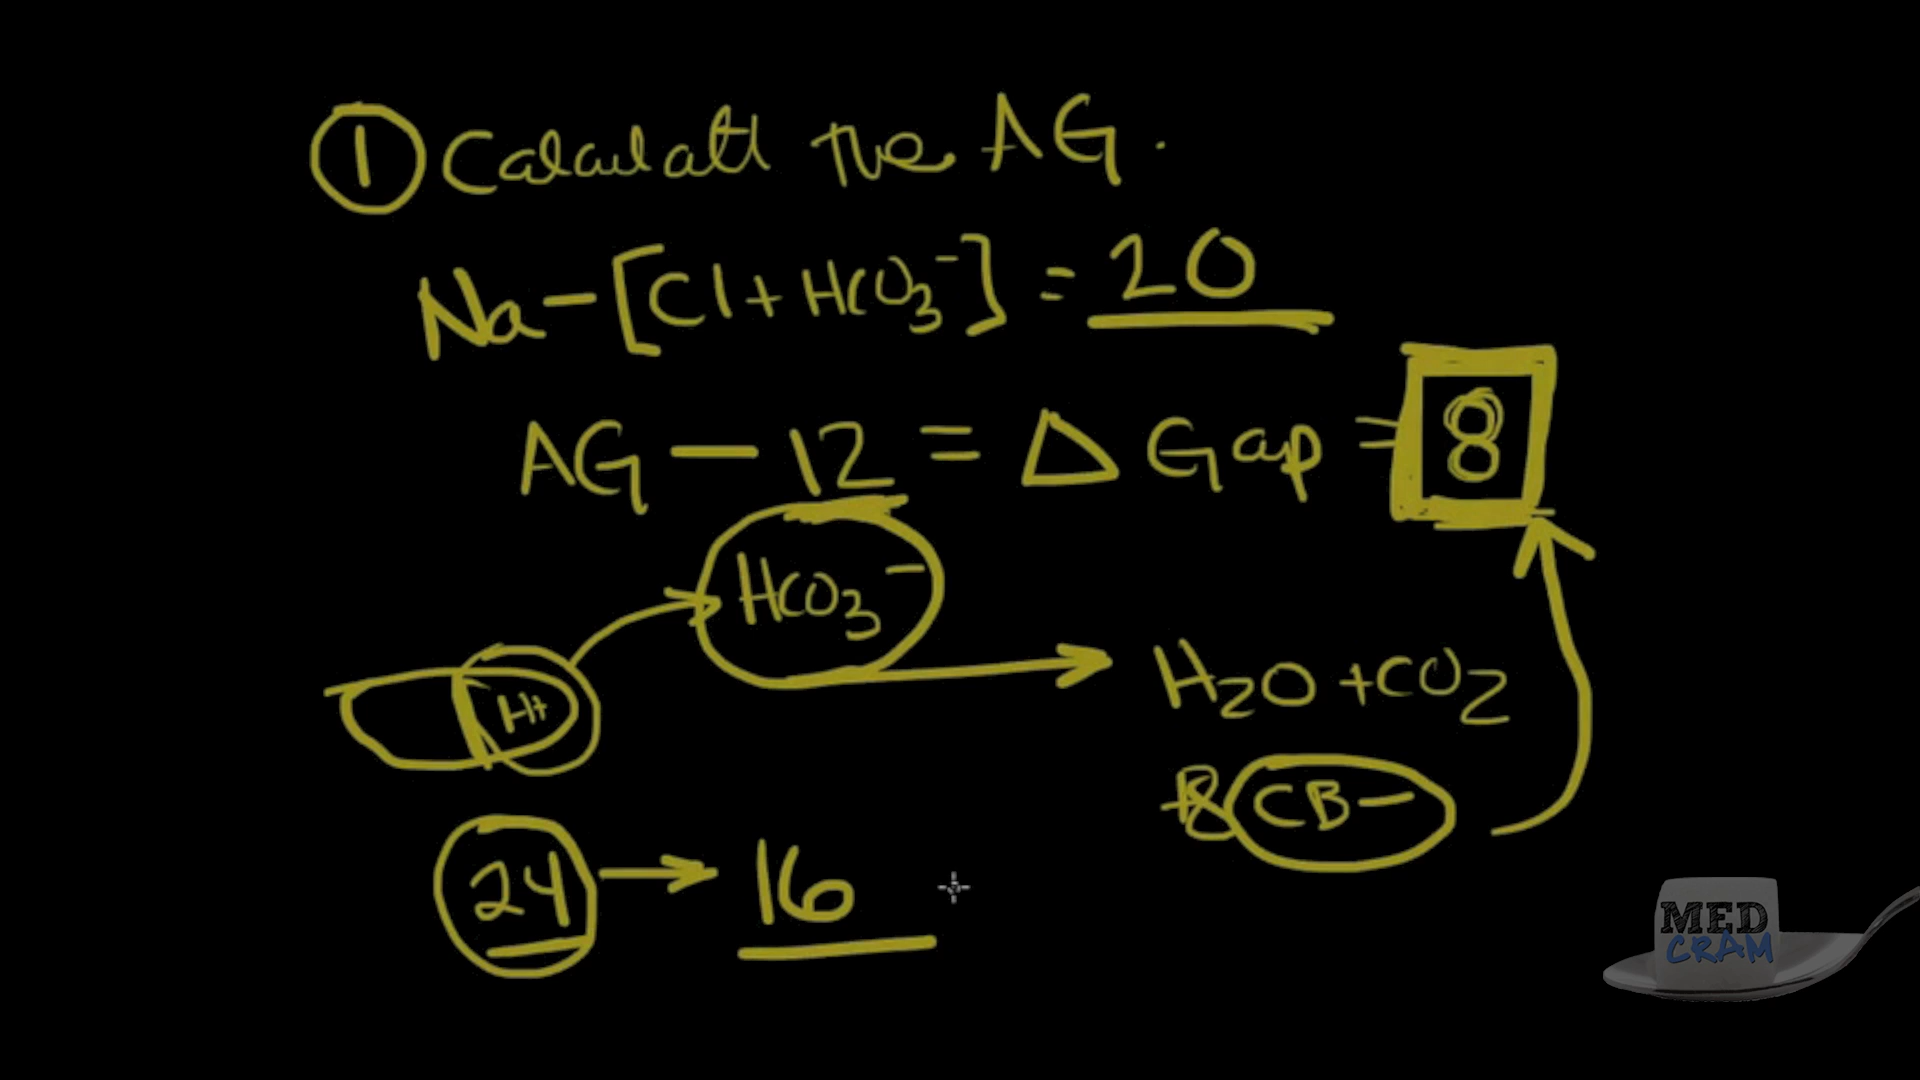 ① Calculate the AG.
Na - [Cl + HCO₃⁻] = 20
AG - 12 = Δ Gap = 8
HCO₃⁻
H+
H₂O + CO₂
+8 CB-
24 → 16
MED
CRAM